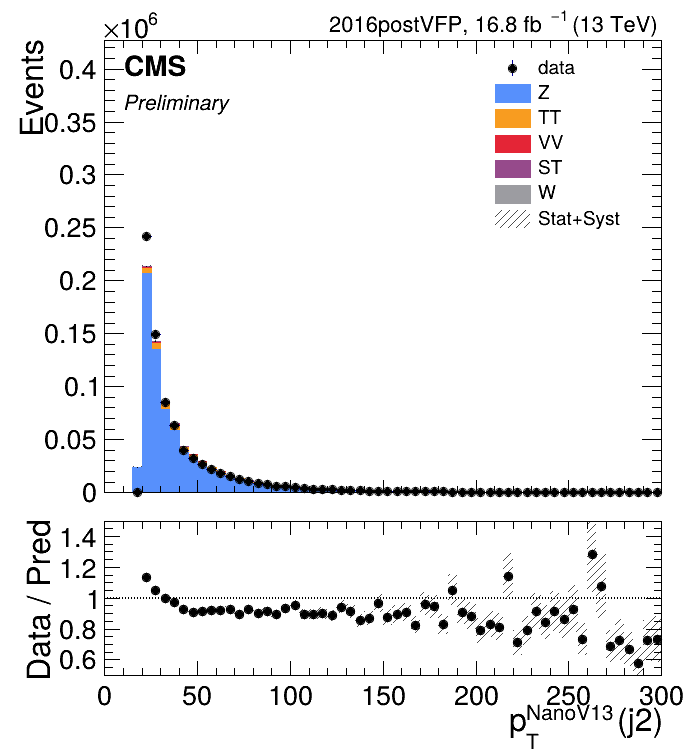 ×10⁶
2016postVFP, 16.8 fb⁻¹ (13 TeV)
Events
CMS
Preliminary
data
Z
TT
VV
ST
W
Stat+Syst
0.4
0.35
0.3
0.25
0.2
0.15
0.1
0.05
0
Data / Pred
1.4
1.2
1
0.8
0.6
0 50 100 150 200 250 300
p_T^NanoV13 (j2)